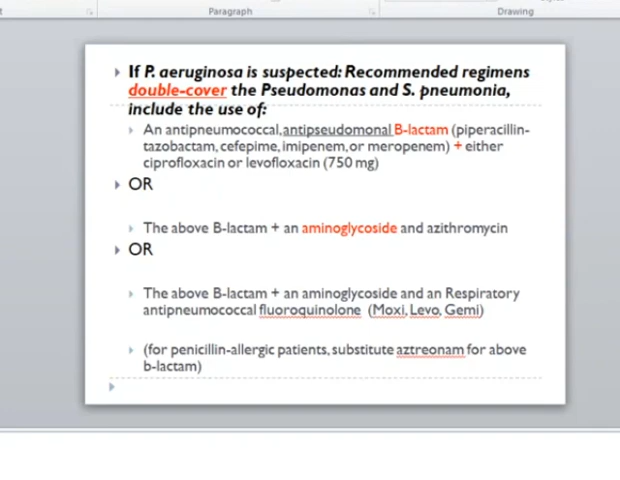 Paragraph
Drawing
If P. aeruginosa is suspected: Recommended regimens
double-cover the Pseudomonas and S. pneumonia,
include the use of:
An antipneumococcal,antipseudomonal B-lactam (piperacillin-
tazobactam, cefepime, imipenem, or meropenem) + either
ciprofloxacin or levofloxacin (750 mg)
OR
The above B-lactam + an aminoglycoside and azithromycin
OR
The above B-lactam + an aminoglycoside and an Respiratory
antipneumococcal fluoroquinolone (Moxi, Levo, Gemi)
(for penicillin-allergic patients, substitute aztreonam for above
b-lactam)